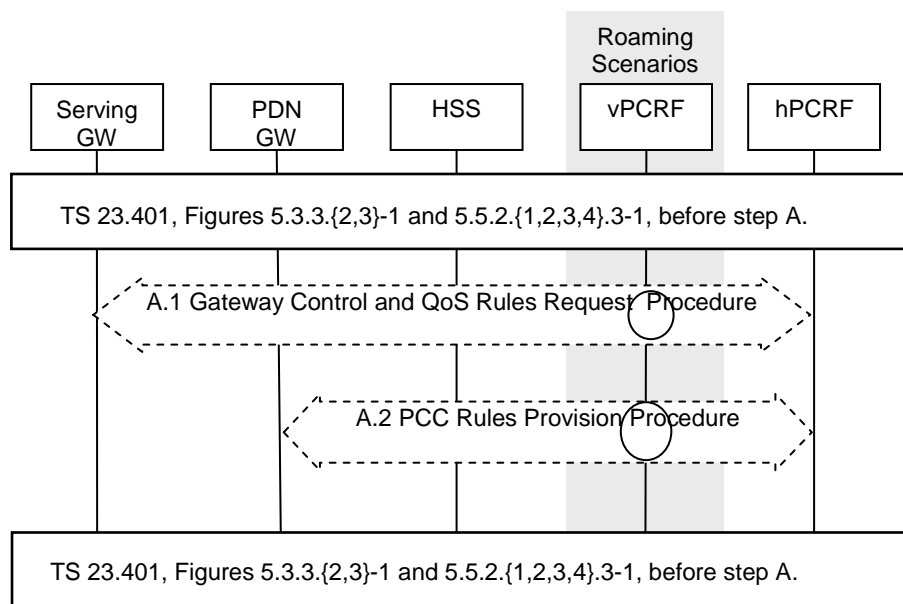 Roaming
Scenarios
Serving
GW
PDN
GW
HSS
vPCRF
hPCRF
TS 23.401, Figures 5.3.3.{2,3}-1 and 5.5.2.{1,2,3,4}.3-1, before step A.
A.1 Gateway Control and QoS Rules Request Procedure
A.2 PCC Rules Provision Procedure
TS 23.401, Figures 5.3.3.{2,3}-1 and 5.5.2.{1,2,3,4}.3-1, before step A.